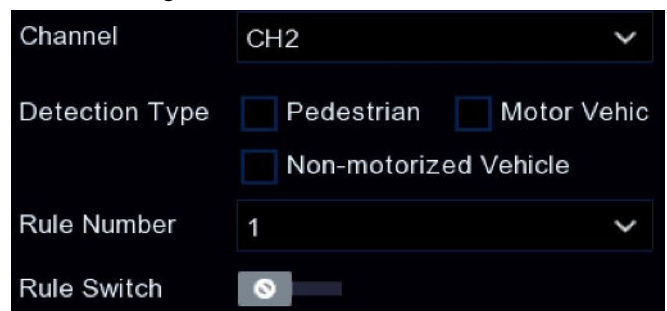 Channel CH2
Detection Type Pedestrian Motor Vehic
Non-motorized Vehicle
Rule Number 1
Rule Switch